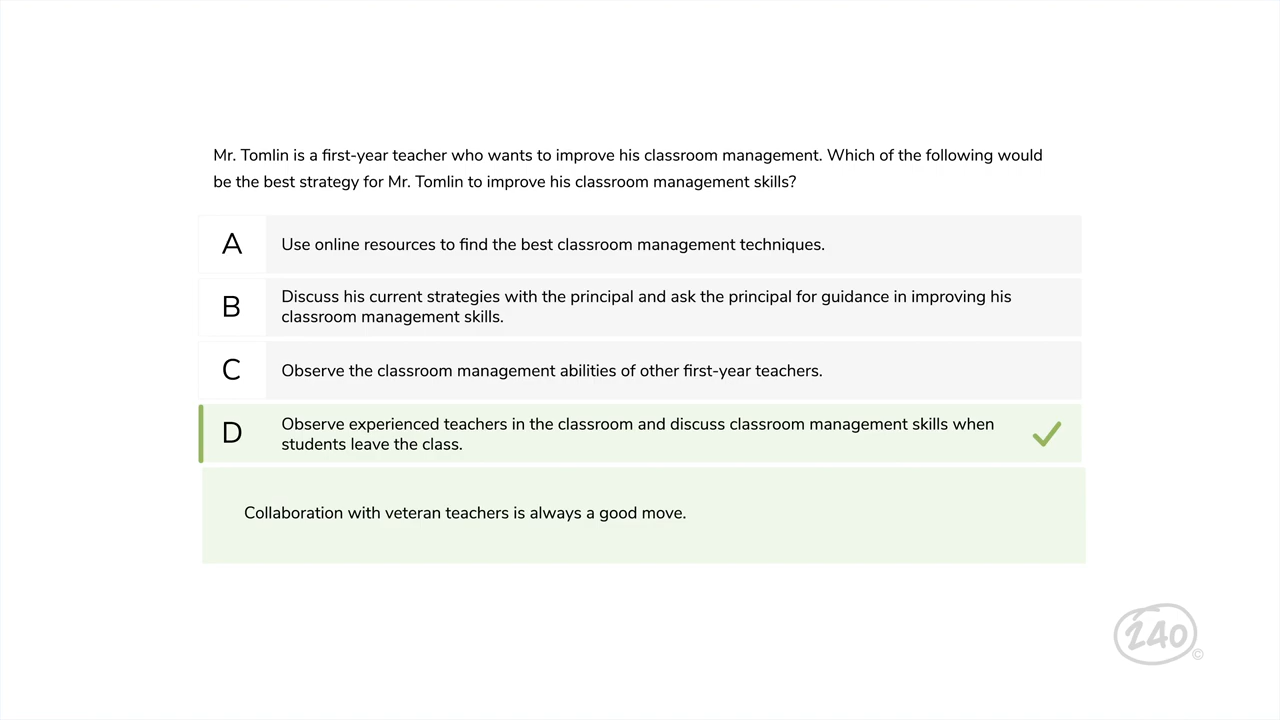 Mr. Tomlin is a first-year teacher who wants to improve his classroom management. Which of the following would
be the best strategy for Mr. Tomlin to improve his classroom management skills?
A
Use online resources to find the best classroom management techniques.
B
Discuss his current strategies with the principal and ask the principal for guidance in improving his
classroom management skills.
C
Observe the classroom management abilities of other first-year teachers.
D
Observe experienced teachers in the classroom and discuss classroom management skills when
students leave the class.
Collaboration with veteran teachers is always a good move.
240
©